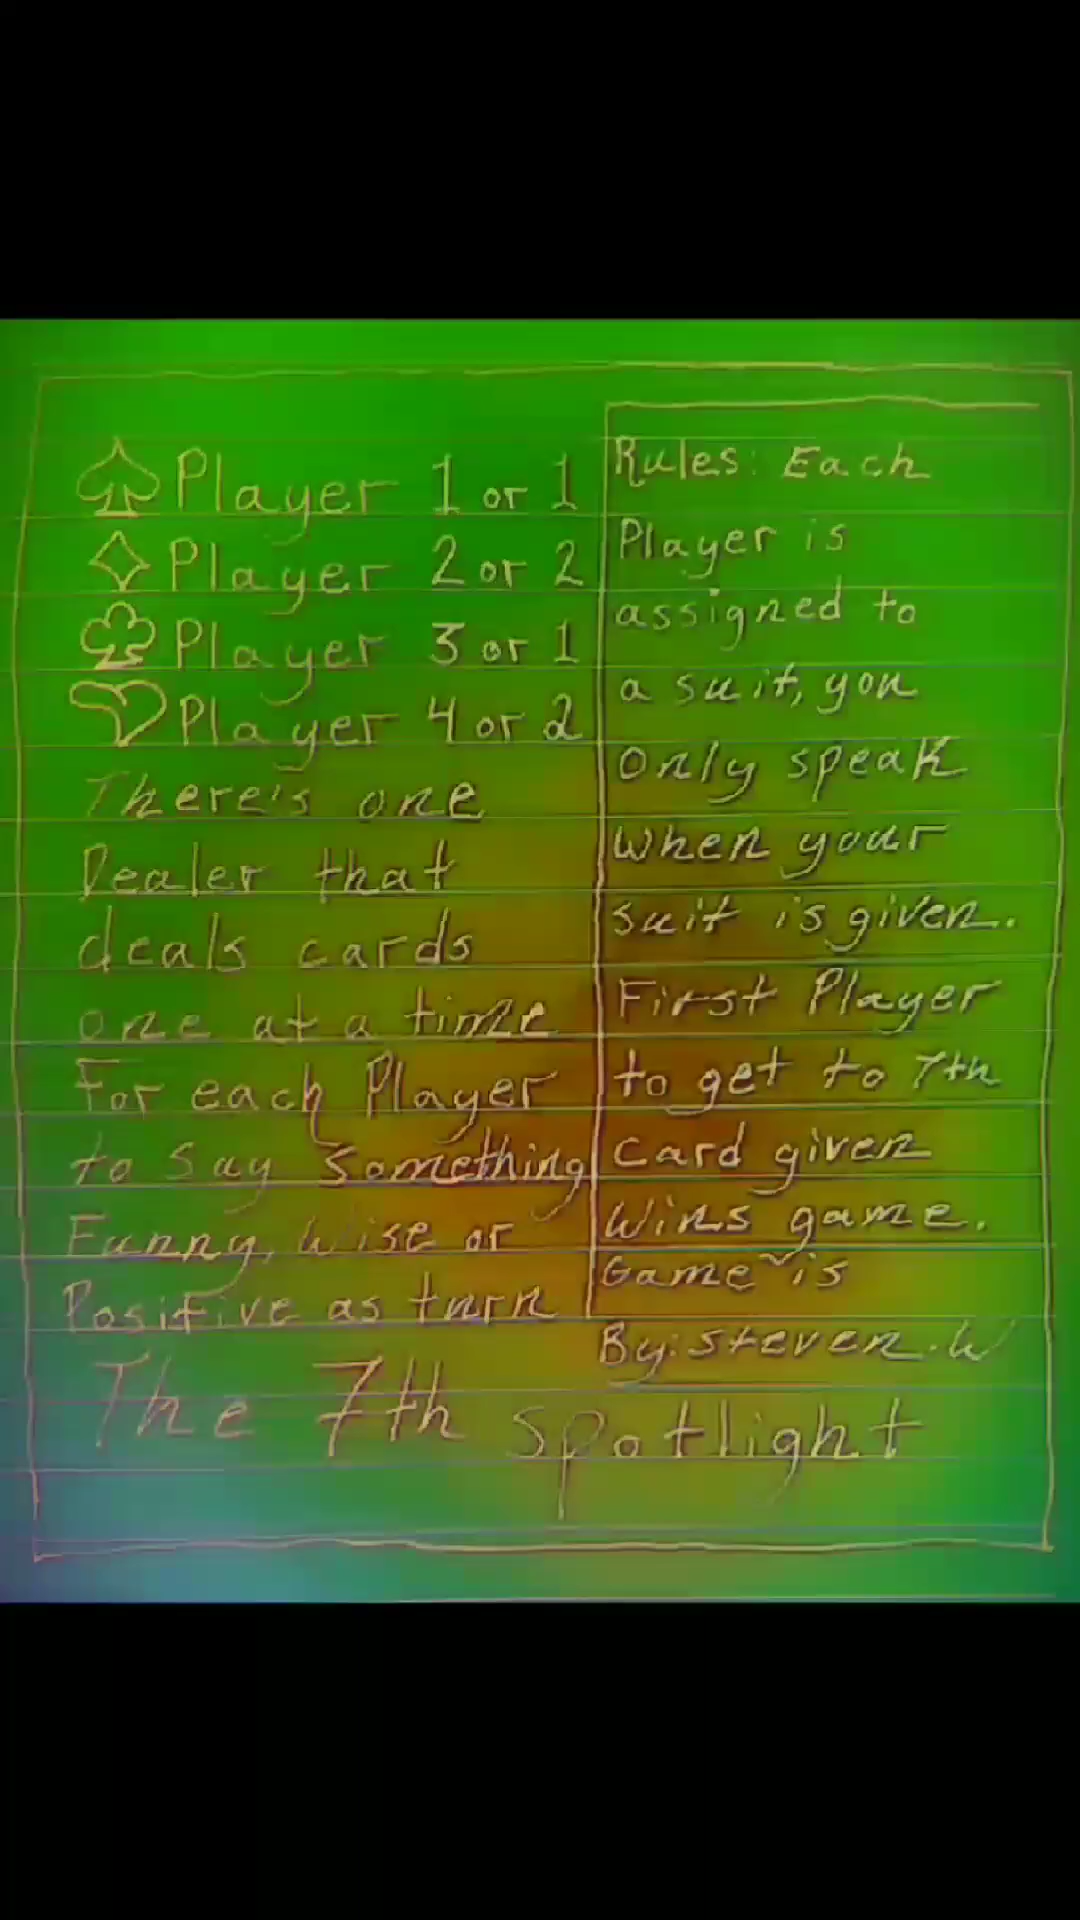 ♠ Player 1 or 1
♢ Player 2 or 2
♣ Player 3 or 1
♡ Player 4 or 2
There's one
Dealer that
deals cards
one at a time
For each Player
to say Something
Funny, Wise or
Positive as turn
Rules: Each
Player is
assigned to
a suit, you
only speak
when your
suit is given.
First Player
to get to 7th
card given
Wins game.
Game is
By: Steven. W
The 7th Spotlight